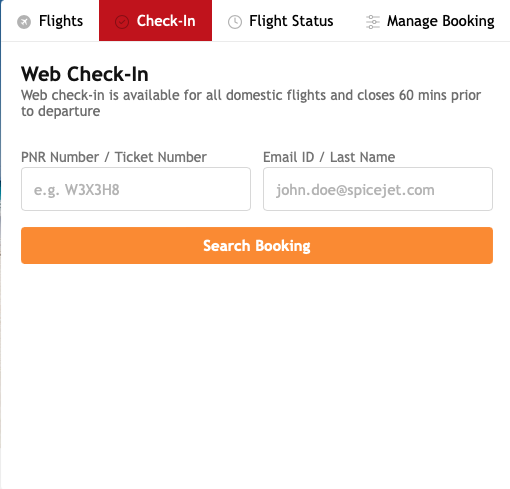 Flights
Check-In
Flight Status
Manage Booking
Web Check-In
Web check-in is available for all domestic flights and closes 60 mins prior
to departure
PNR Number / Ticket Number
Email ID / Last Name
e.g. W3X3H8
john.doe@spicejet.com
Search Booking